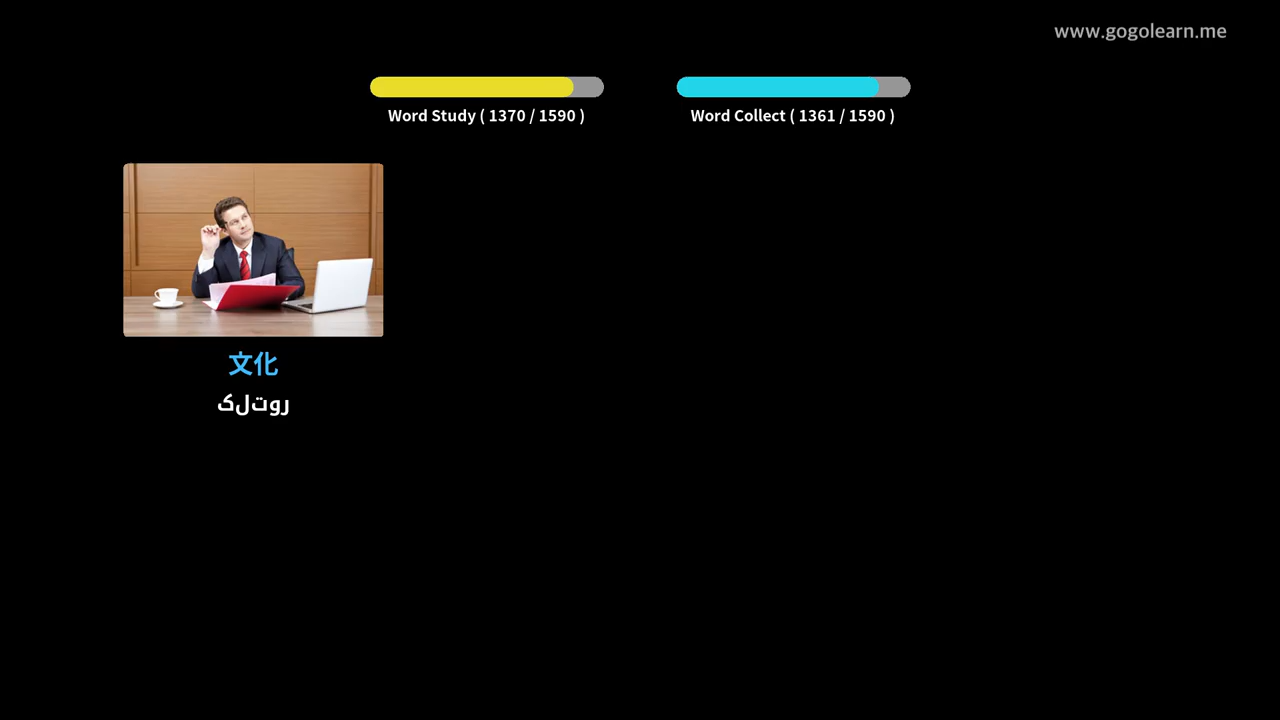 www.gogolearn.me
Word Study ( 1370 / 1590 )
Word Collect ( 1361 / 1590 )
文化
کلتور